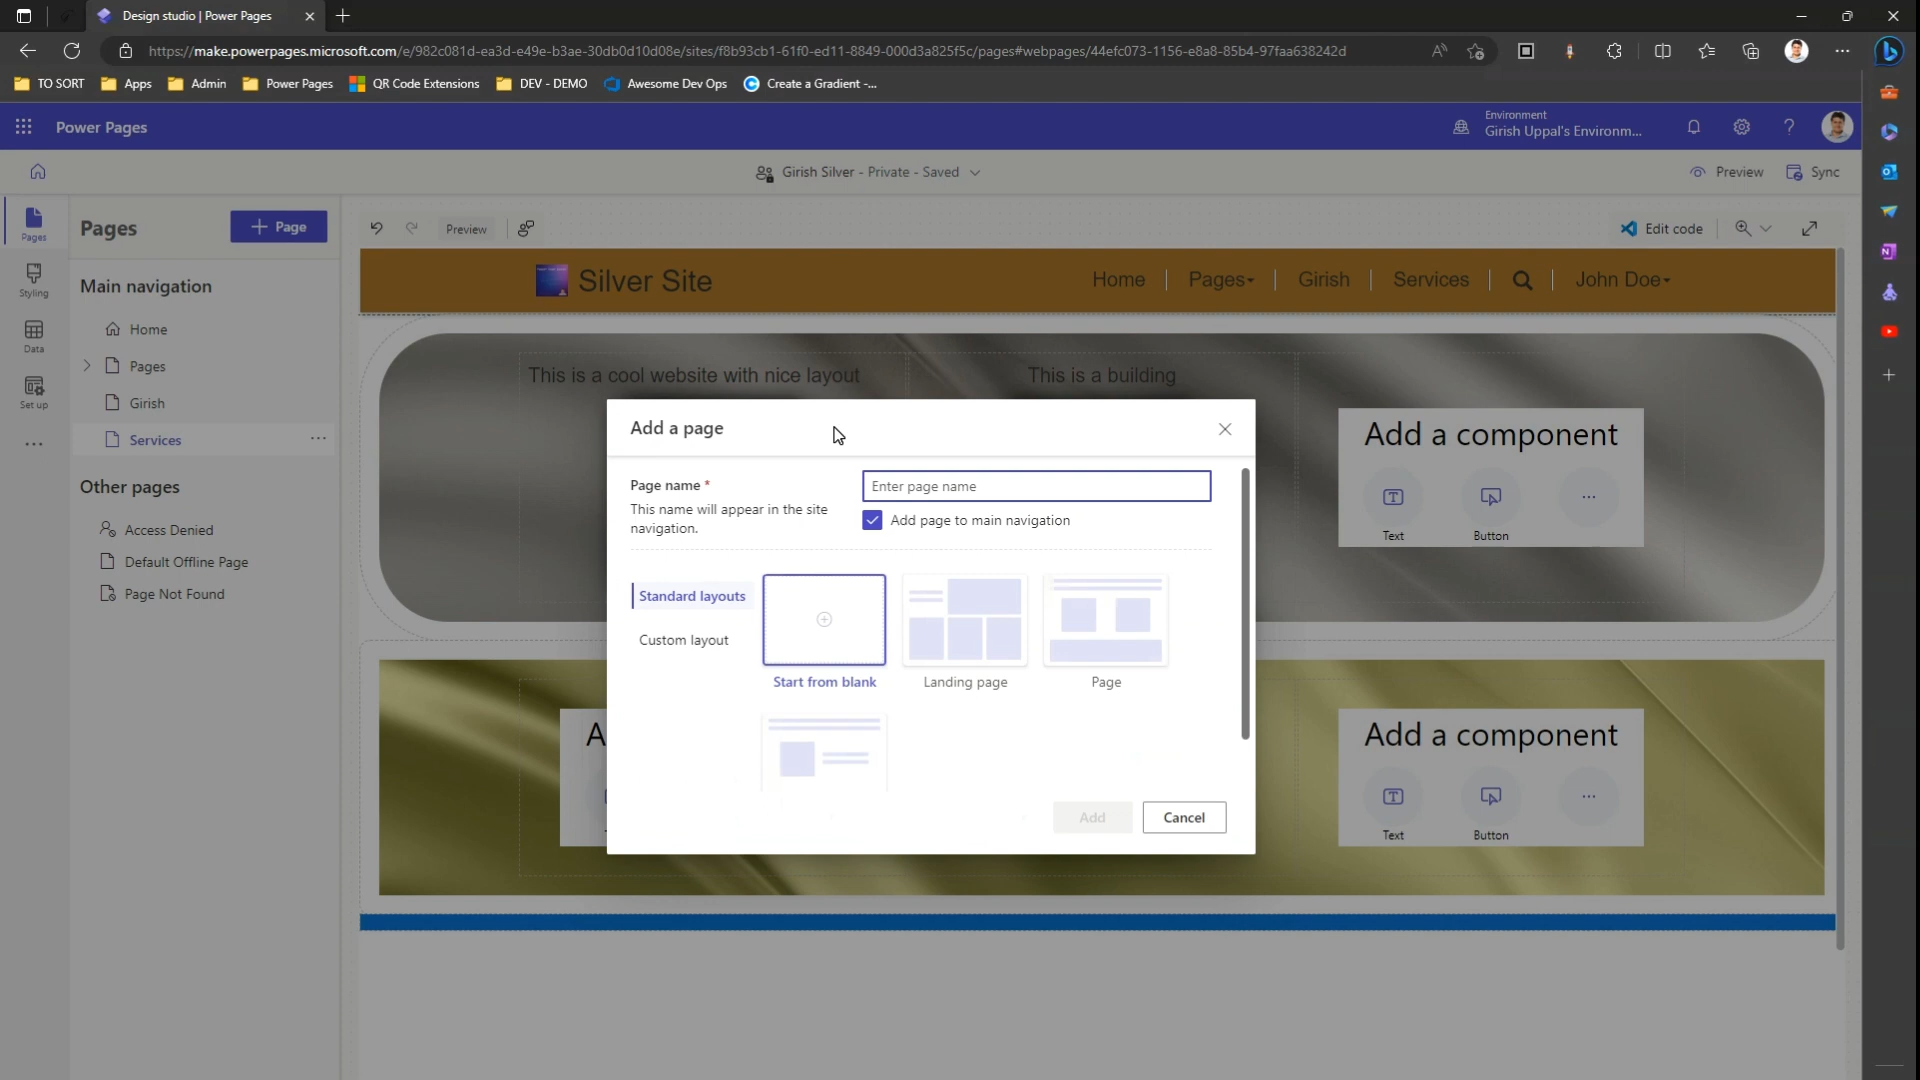 Design studio | Power Pages
https://make.powerpages.microsoft.com/e/982c081d-ea3d-e49e-b3ae-30db0d10d08e/sites/f8b93cb1-61f0-ed11-8849-000d3a825f5c/pages#webpages/44efc073-1156-e8a8-85b4-97faa638242d
TO SORT Apps Admin Power Pages QR Code Extensions DEV - DEMO Awesome Dev Ops Create a Gradient -...
Power Pages
Environment
Girish Uppal's Environm...
Girish Silver - Private - Saved
Preview Sync
Pages
Styling
Data
Set up
Pages
+ Page
Main navigation
Home
Pages
Girish
Services
Other pages
Access Denied
Default Offline Page
Page Not Found
Preview
Edit code
Silver Site
Home Pages Girish Services John Doe
This is a cool website with nice layout
This is a building
Add a component
Text Button
A
Add a component
Text Button
Add a page
Page name *
This name will appear in the site
navigation.
Enter page name
Add page to main navigation
Standard layouts
Custom layout
Start from blank
Landing page
Page
Add
Cancel